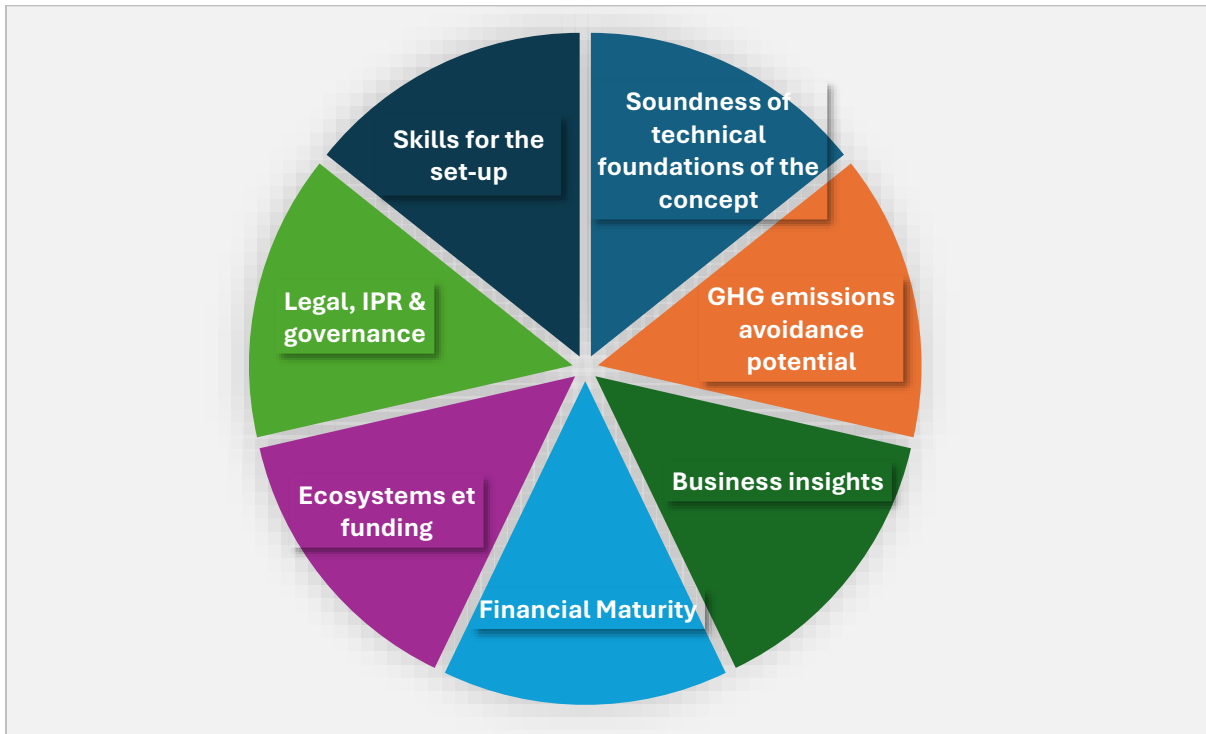 Skills for the
set-up
Soundness of
technical
foundations of the
concept
Legal, IPR &
governance
GHG emissions
avoidance
potential
Ecosystems et
funding
Business insights
Financial Maturity